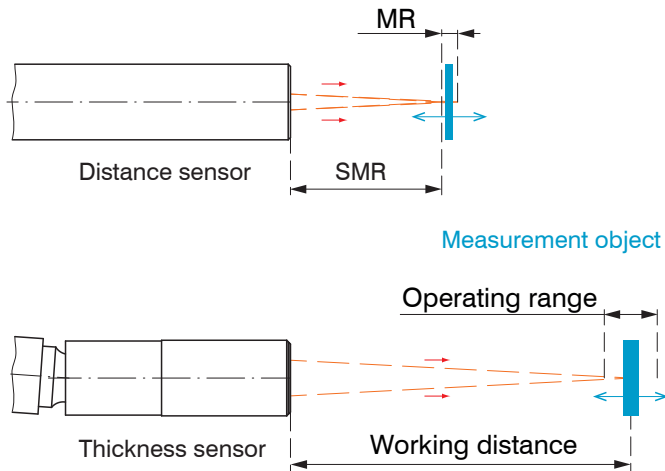 MR
Distance sensor
SMR
Measurement object
Operating range
Thickness sensor
Working distance